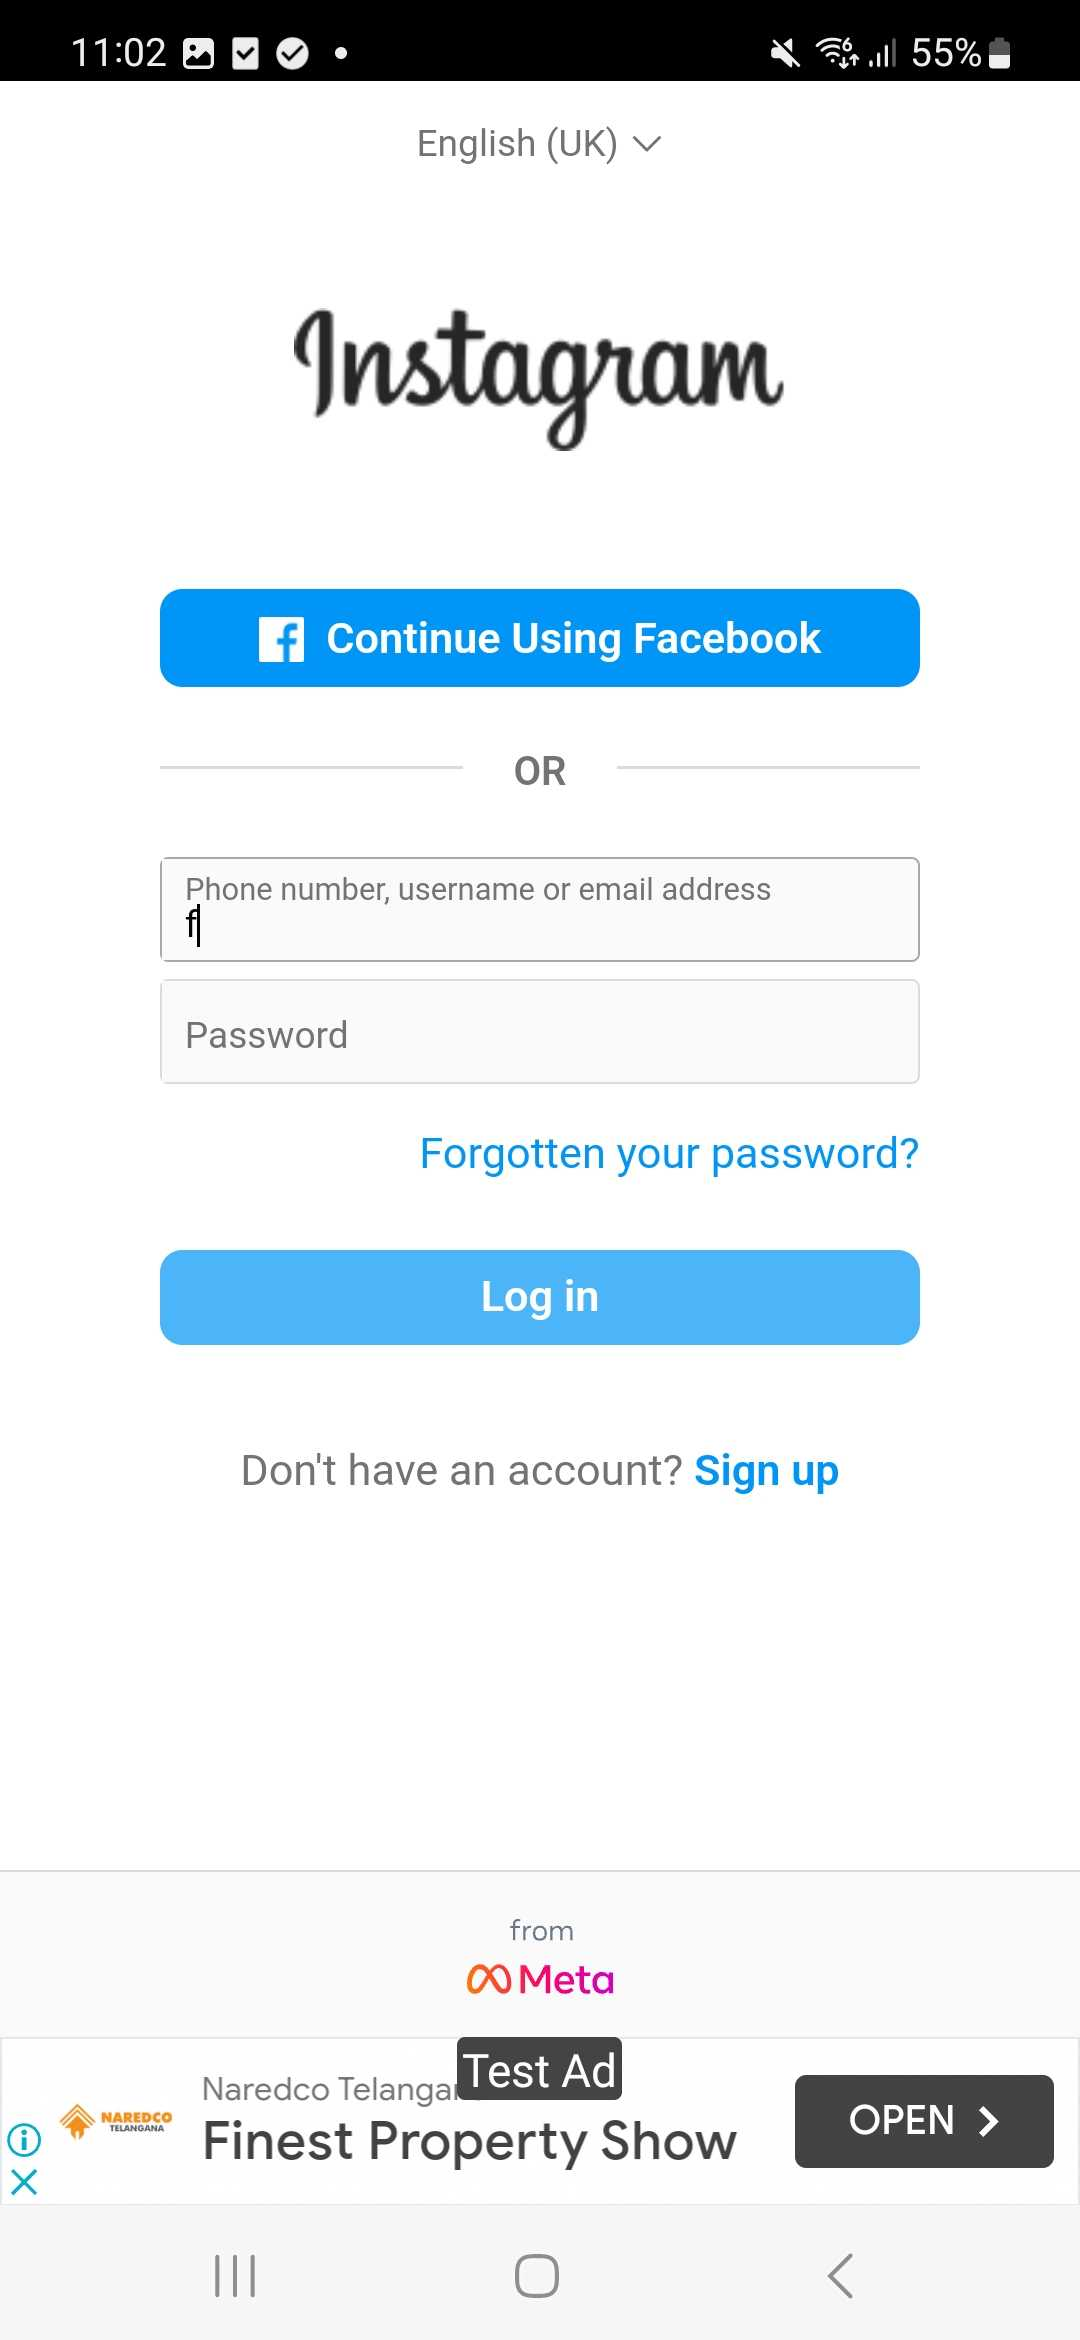 11:02
55%
English (UK)
Instagram
Continue Using Facebook
OR
Phone number, username or email address
f
Password
Forgotten your password?
Log in
Don't have an account? Sign up
from
Meta
Test Ad
Naredco
NAREDCO
TELANGANA
Finest Property Show
OPEN